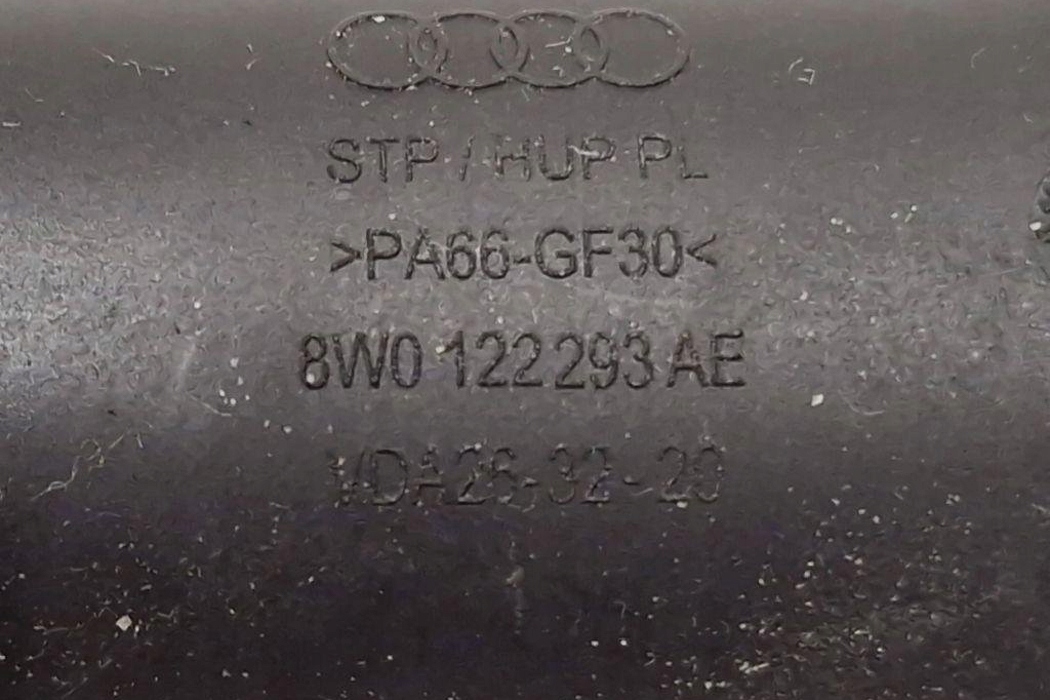 STP / HUP PL
>PA66-GF30<
8W0 122 293 AE
VDA26-32-20